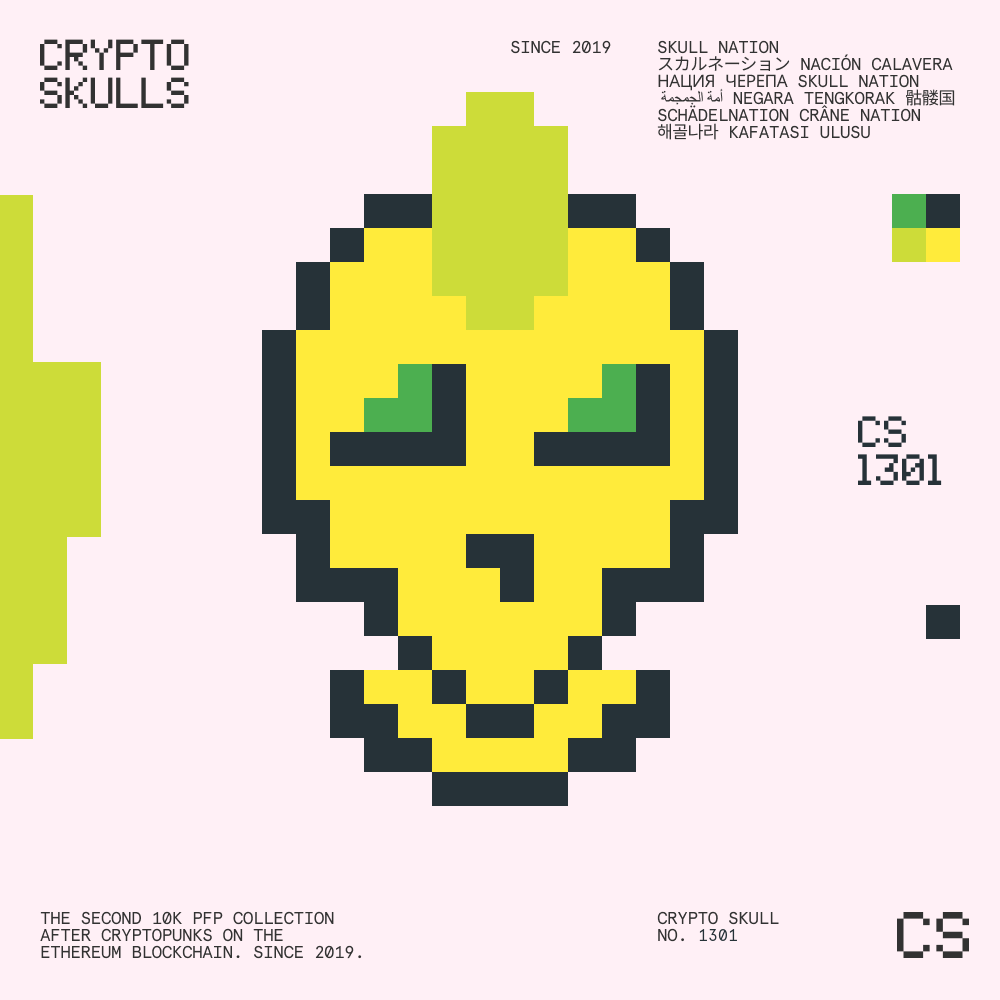 CRYPTO
SKULLS
SINCE 2019
SKULL NATION
スカルネーション NACIÓN CALAVERA
НАЦИЯ ЧЕРЕПА SKULL NATION
أمة الجمجمة NEGARA TENGKORAK 骷髅国
SCHÄDELNATION CRÂNE NATION
해골나라 KAFATASI ULUSU
CS
1301
THE SECOND 10K PFP COLLECTION
AFTER CRYPTOPUNKS ON THE
ETHEREUM BLOCKCHAIN. SINCE 2019.
CRYPTO SKULL
NO. 1301
CS